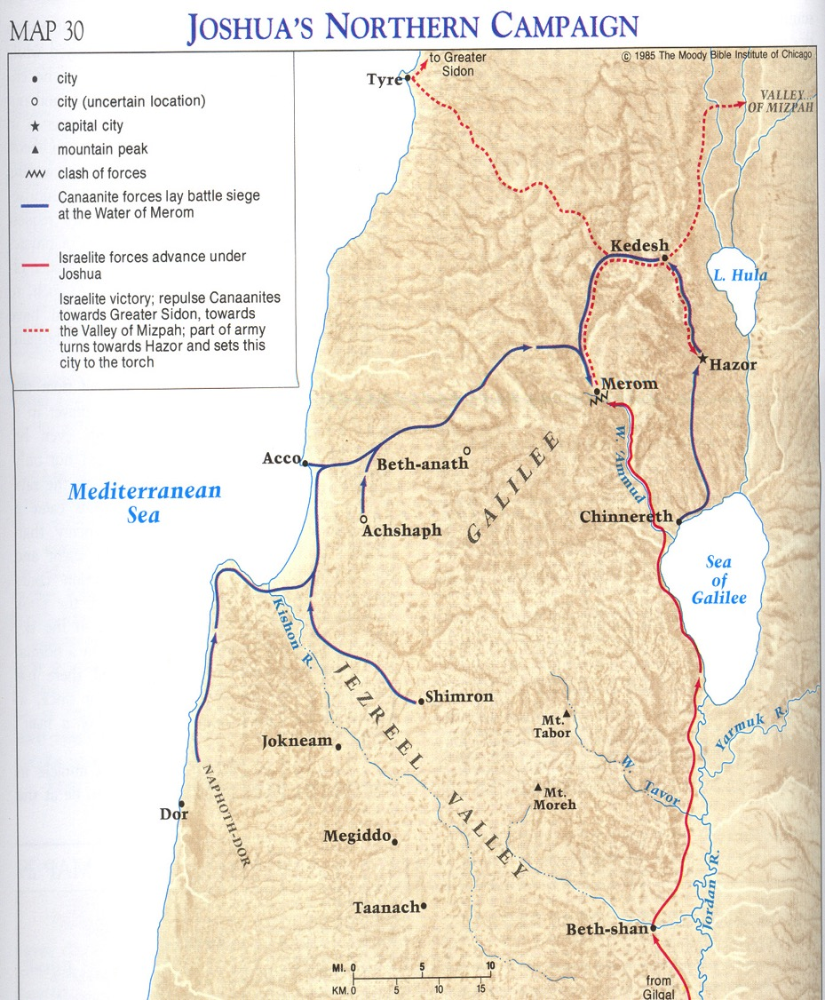 MAP 30
JOSHUA'S NORTHERN CAMPAIGN
© 1985 The Moody Bible Institute of Chicago
city
city (uncertain location)
capital city
mountain peak
clash of forces
Canaanite forces lay battle siege
at the Water of Merom
Israelite forces advance under
Joshua
Israelite victory; repulse Canaanites
towards Greater Sidon, towards
the Valley of Mizpah; part of army
turns towards Hazor and sets this
city to the torch
to Greater
Sidon
Tyre
VALLEY
OF MIZPAH
Kedesh
L. Hula
Hazor
Merom
W. Ammud
Acco
Beth-anath
GALILEE
Mediterranean
Sea
Achshaph
Chinnereth
Sea
of
Galilee
Kishon R.
JEZREEL VALLEY
Shimron
Mt.
Tabor
Yarmuk R.
Jokneam
W. Tavor
NAPHOTH-DOR
Mt.
Moreh
Dor
Megiddo
Jordan R.
Taanach
Beth-shan
MI. 0 5 10
KM. 0 5 10 15
from
Gilgal